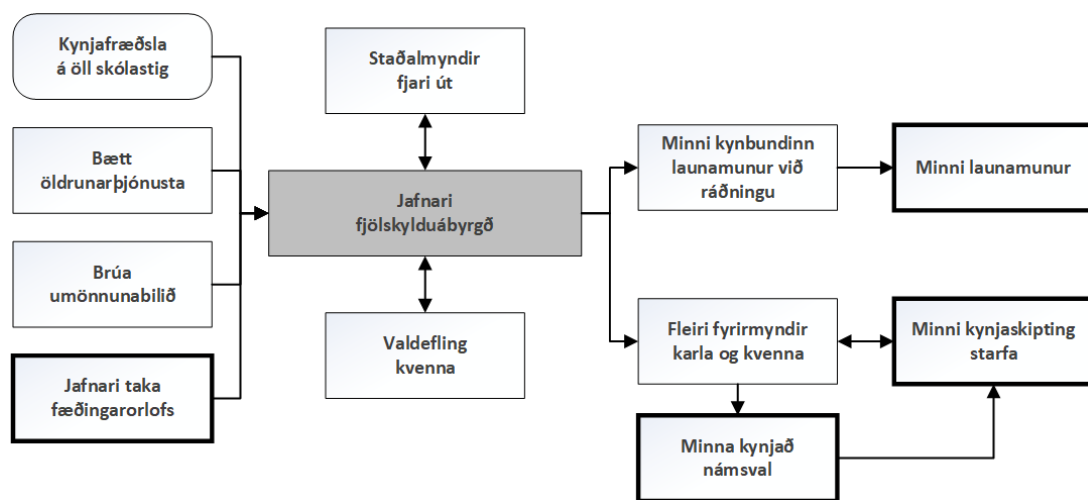 Kynjafræðsla
á öll skólastig
Bætt
öldrunarþjónusta
Brúa
umönnunabilið
Jafnari taka
fæðingarorlofs
Staðalmyndir
fjari út
Jafnari
fjölskylduábyrgð
Valdefling
kvenna
Minni kynbundinn
launamunur við
ráðningu
Minni launamunur
Fleiri fyrirmyndir
karla og kvenna
Minni kynjaskipting
starfa
Minna kynjað
námsval